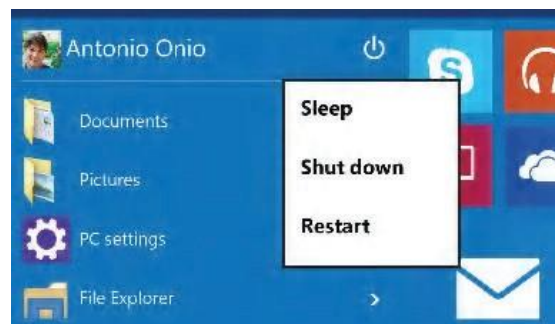 Antonio Onio
Documents
Pictures
PC settings
File Explorer
Sleep
Shut down
Restart